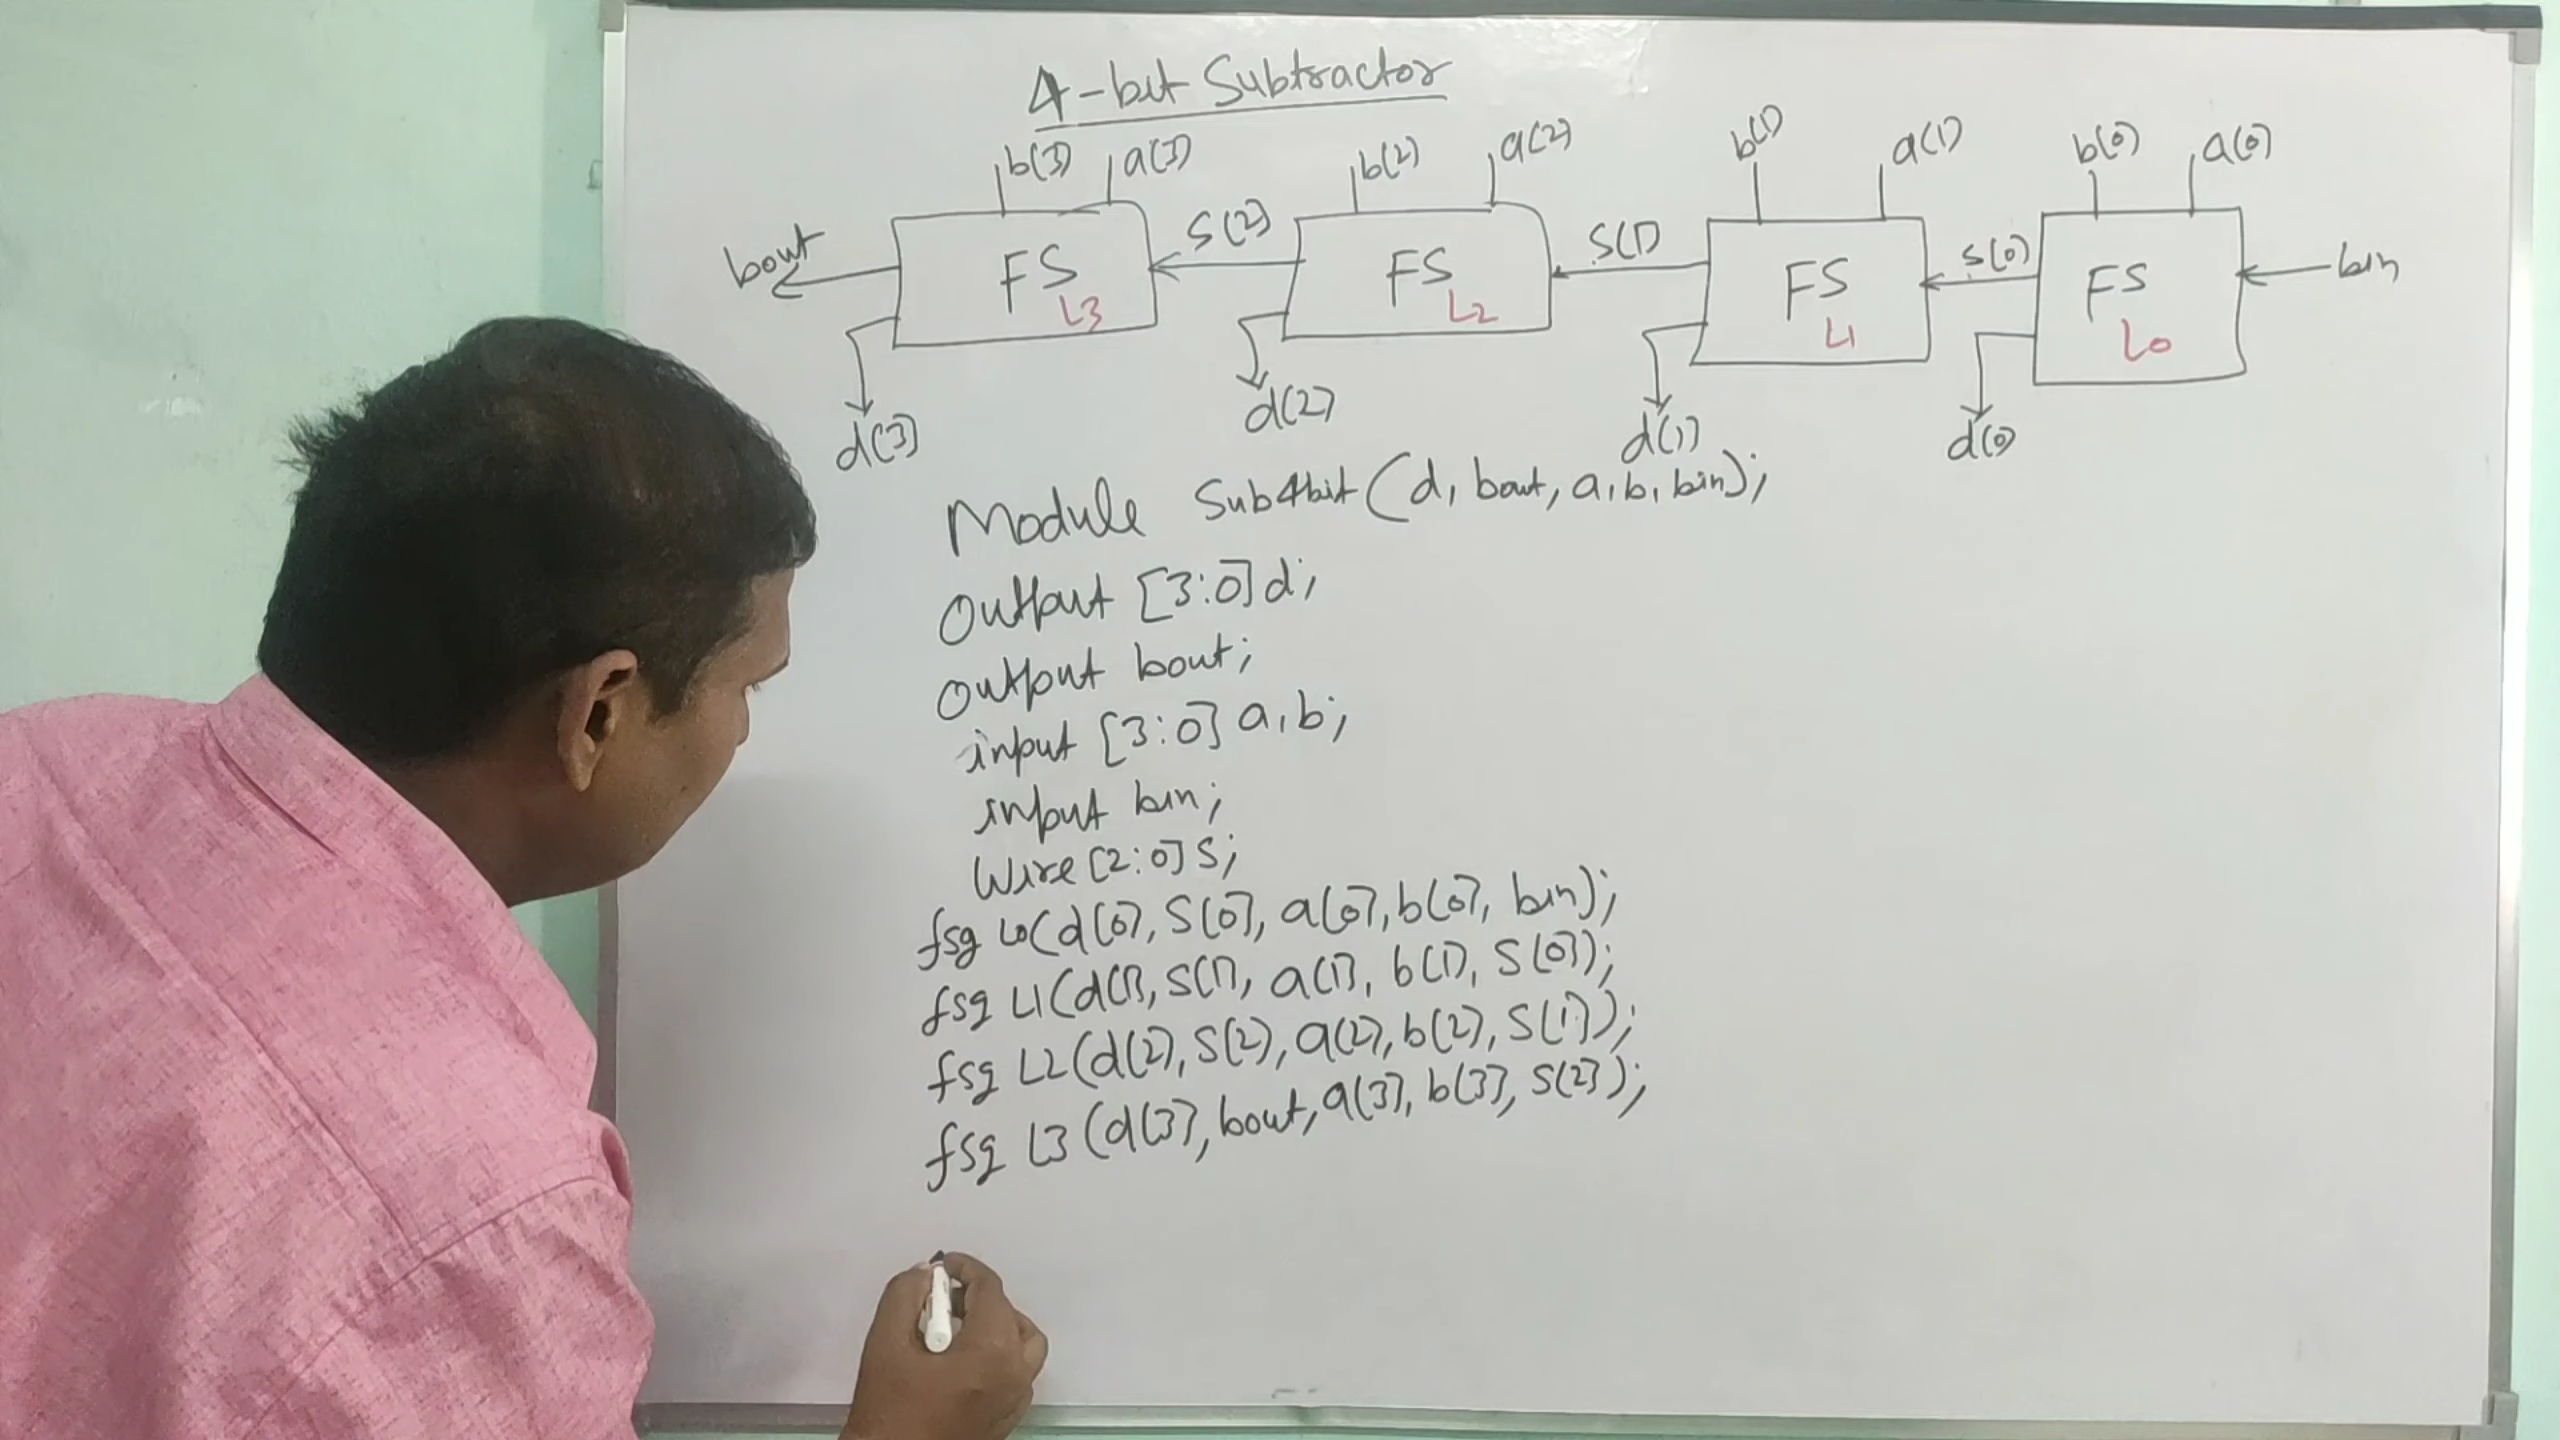 4-bit Subtractor
b(3) a(3) b(2) a(2) b(1) a(1) b(0) a(0)
bout FS L3 S(2) FS L2 S(1) FS L1 S(0) FS L0 bin
d(3) d(2) d(1) d(0)
Module Sub4bit(d, bout, a, b, bin);
Output [3:0]d;
Output bout;
input [3:0] a, b;
input bin;
Wire [2:0] S;
fsg L0(d[0], S[0], a[0], b[0], bin);
fsg L1(d[1], S[1], a[1], b[1], S[0]);
fsg L2(d[2], S[2], a[2], b[2], S[1]);
fsg L3(d[3], bout, a[3], b[3], S[2]);